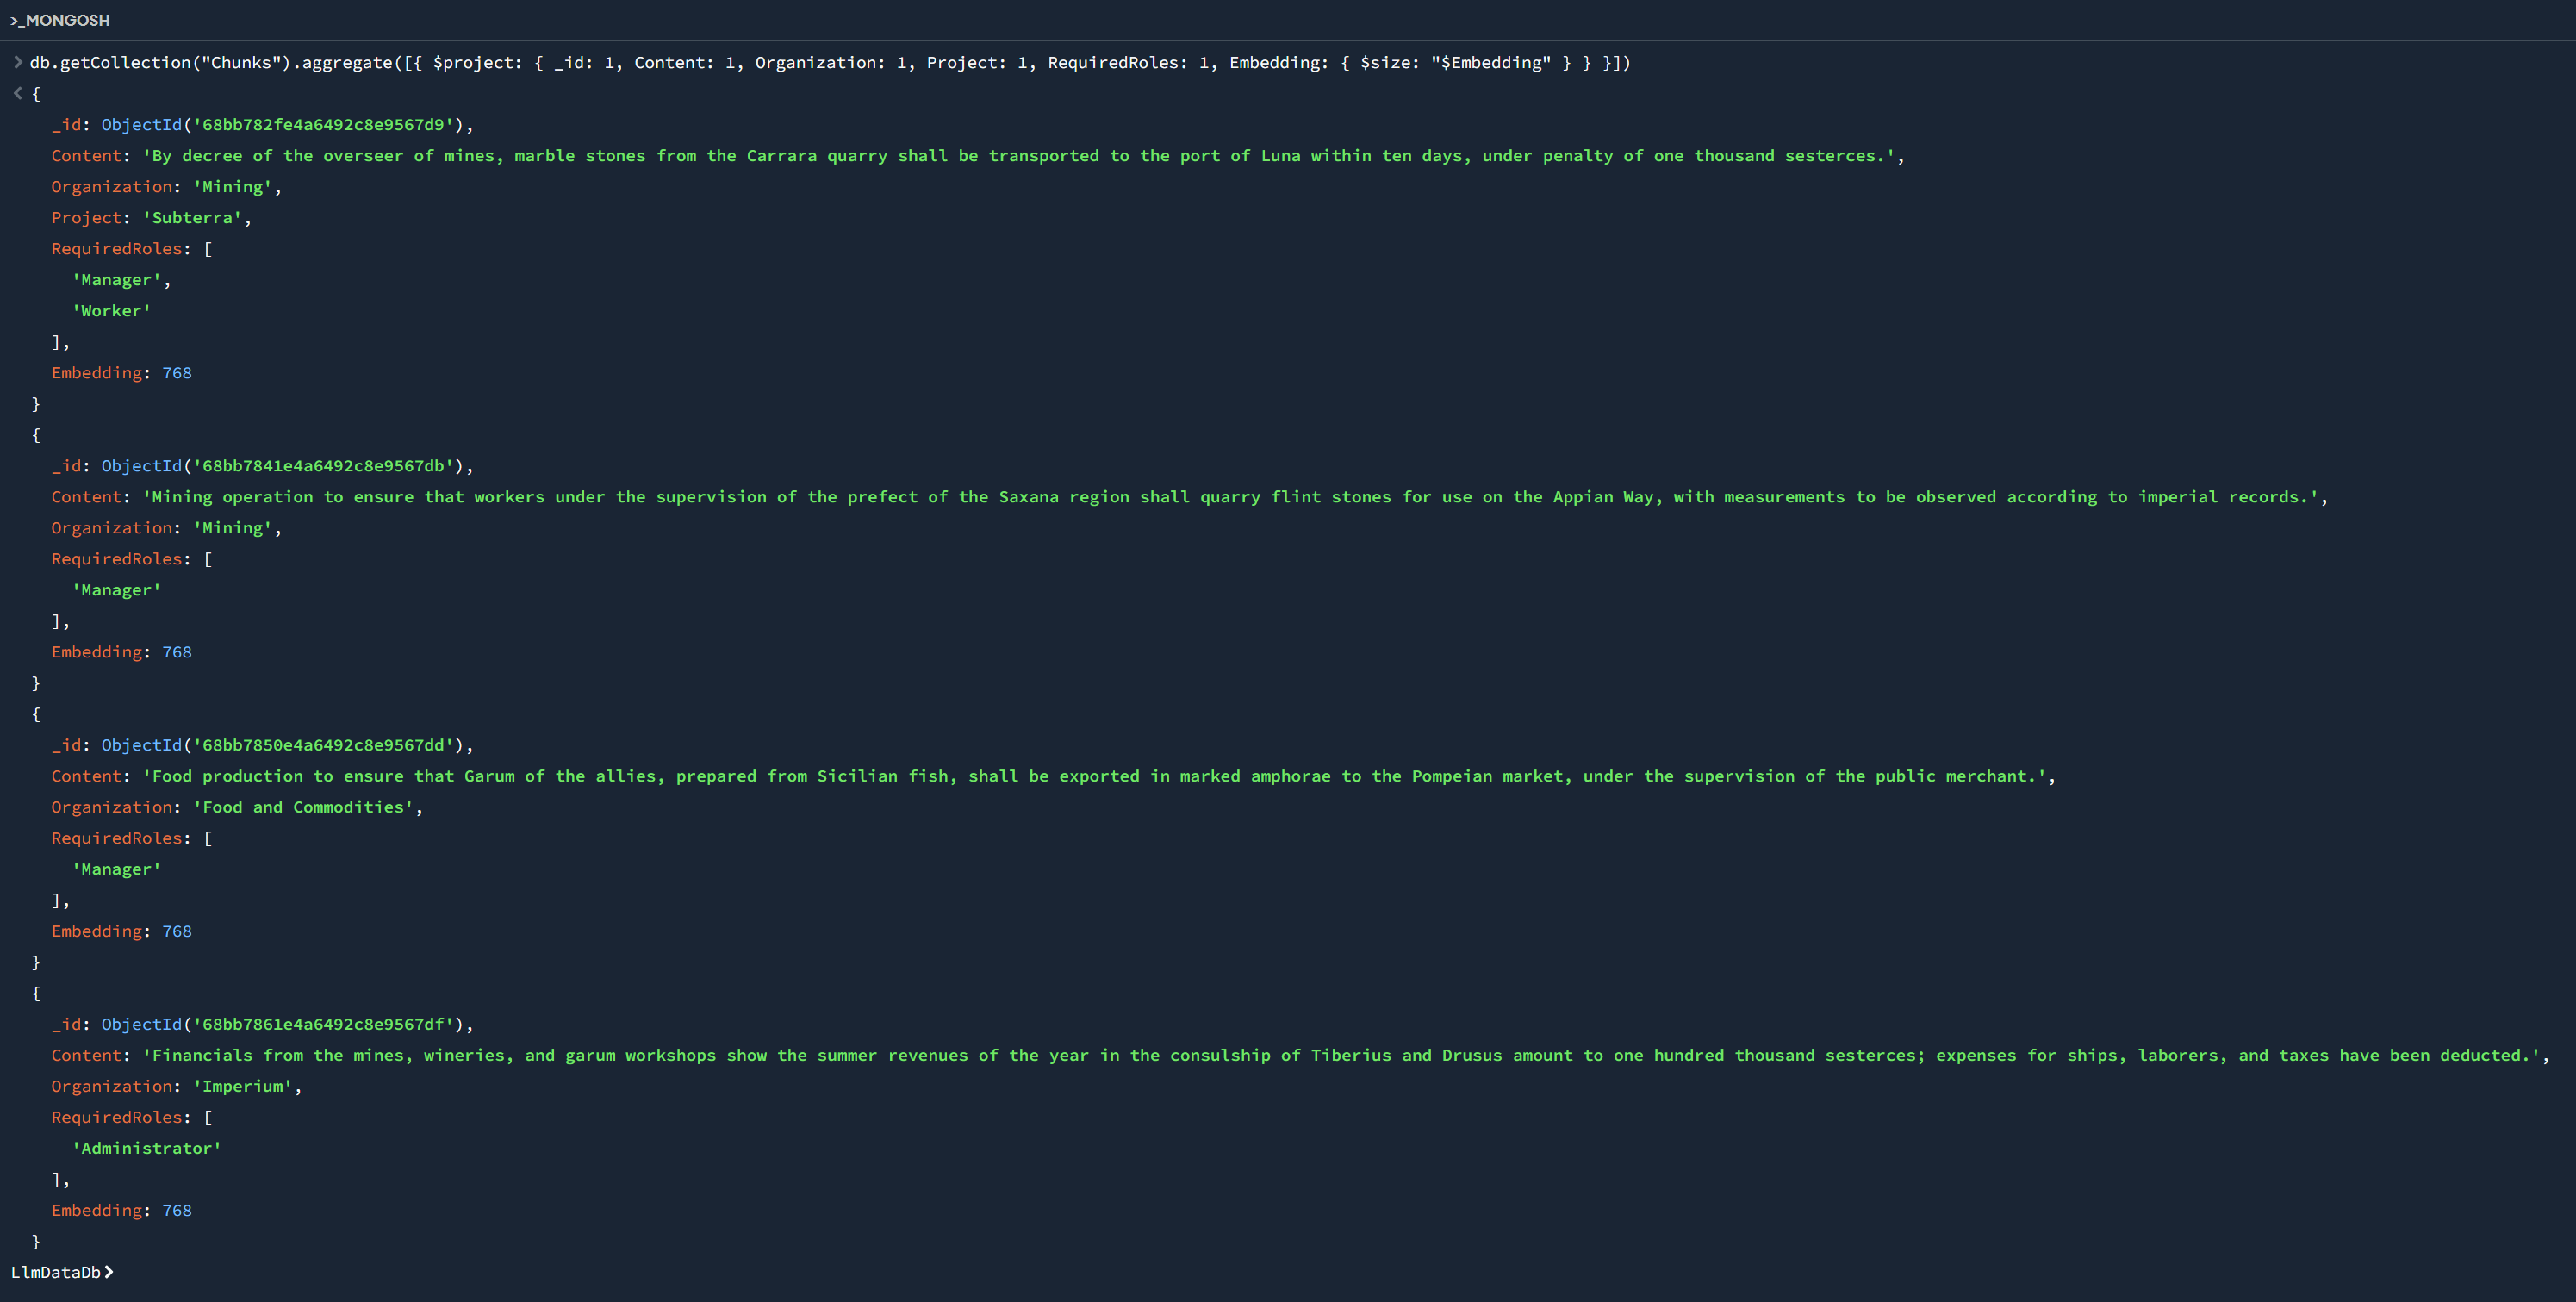 >_MONGOSH
> db.getCollection("Chunks").aggregate([{ $project: { _id: 1, Content: 1, Organization: 1, Project: 1, RequiredRoles: 1, Embedding: { $size: "$Embedding" } } }])
< {
_id: ObjectId('68bb782fe4a6492c8e9567d9'),
Content: 'By decree of the overseer of mines, marble stones from the Carrara quarry shall be transported to the port of Luna within ten days, under penalty of one thousand sesterces.',
Organization: 'Mining',
Project: 'Subterra',
RequiredRoles: [
'Manager',
'Worker'
],
Embedding: 768
}
{
_id: ObjectId('68bb7841e4a6492c8e9567db'),
Content: 'Mining operation to ensure that workers under the supervision of the prefect of the Saxana region shall quarry flint stones for use on the Appian Way, with measurements to be observed according to imperial records.',
Organization: 'Mining',
RequiredRoles: [
'Manager'
],
Embedding: 768
}
{
_id: ObjectId('68bb7850e4a6492c8e9567dd'),
Content: 'Food production to ensure that Garum of the allies, prepared from Sicilian fish, shall be exported in marked amphorae to the Pompeian market, under the supervision of the public merchant.',
Organization: 'Food and Commodities',
RequiredRoles: [
'Manager'
],
Embedding: 768
}
{
_id: ObjectId('68bb7861e4a6492c8e9567df'),
Content: 'Financials from the mines, wineries, and garum workshops show the summer revenues of the year in the consulship of Tiberius and Drusus amount to one hundred thousand sesterces; expenses for ships, laborers, and taxes have been deducted.',
Organization: 'Imperium',
RequiredRoles: [
'Administrator'
],
Embedding: 768
}
LlmDataDb>